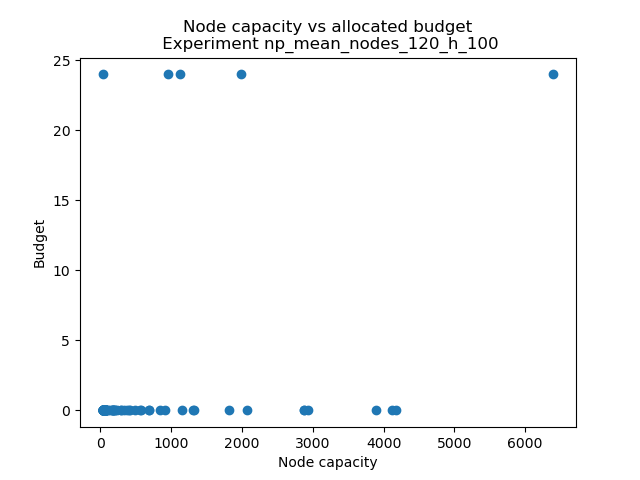 Node capacity vs allocated budget
Experiment np_mean_nodes_120_h_100
25
20
15
10
5
0
Budget
0 1000 2000 3000 4000 5000 6000
Node capacity